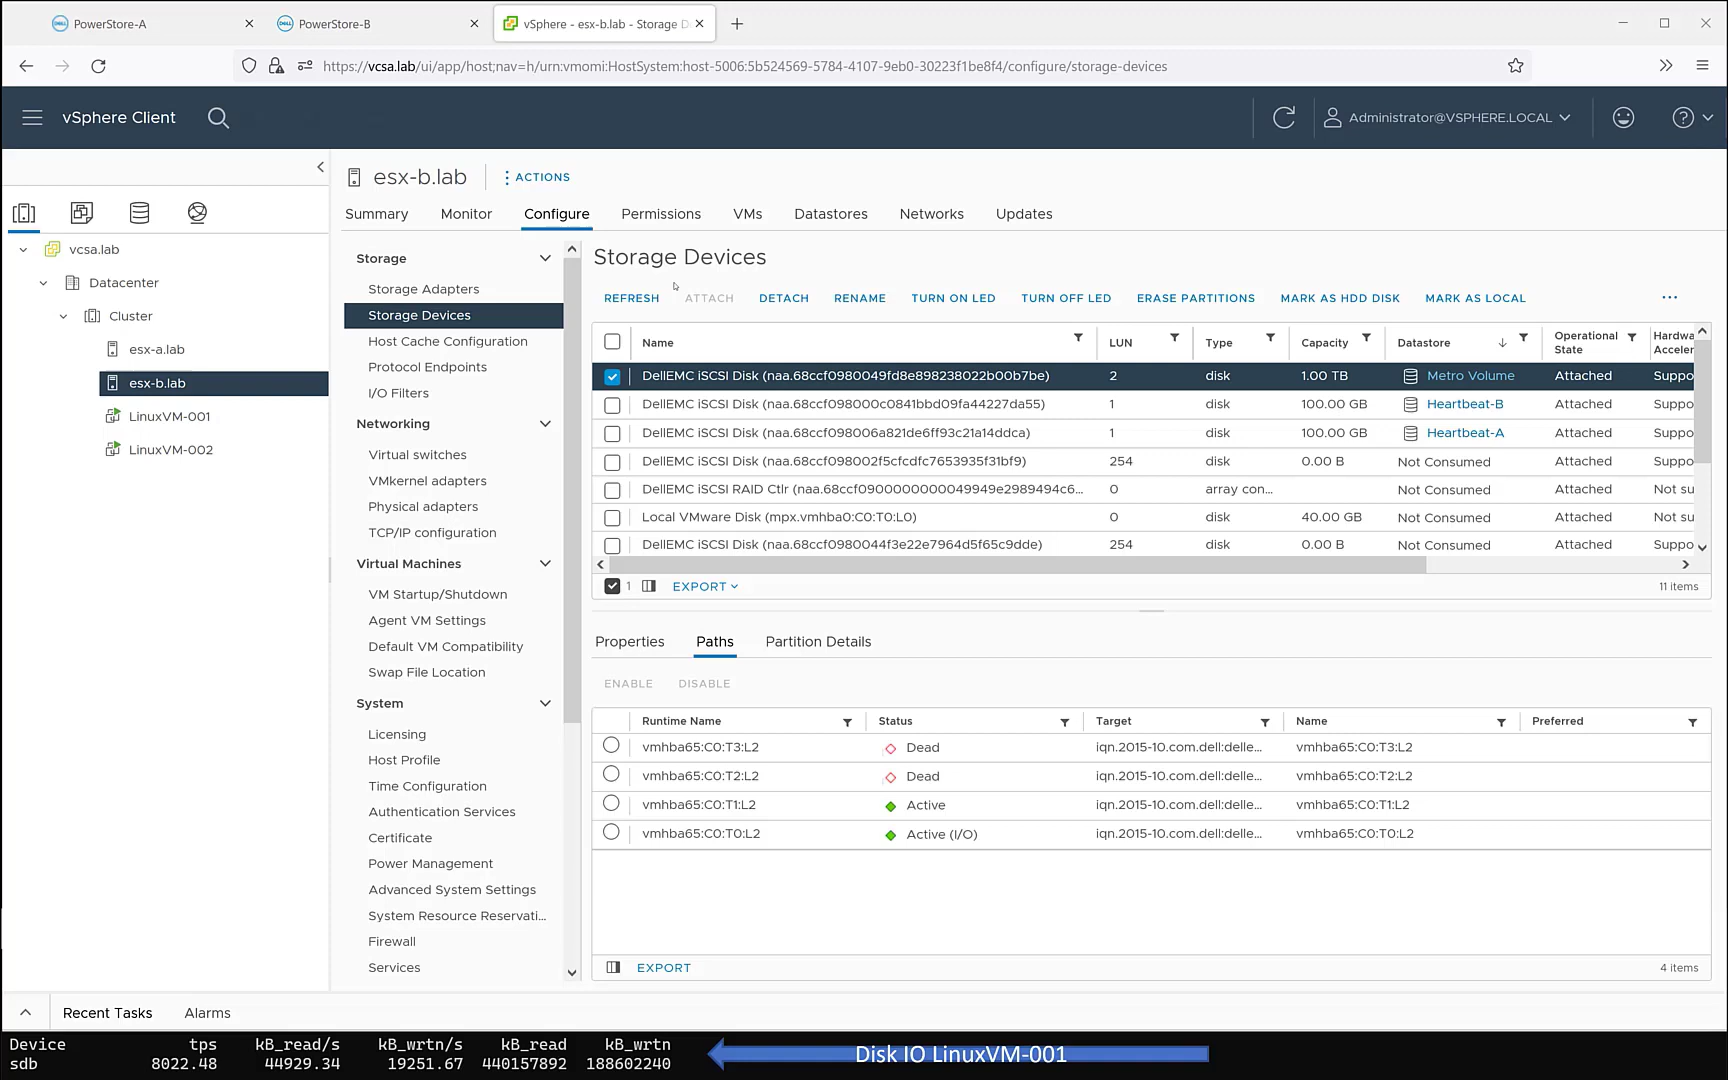 PowerStore-A
PowerStore-B
vSphere - esx-b.lab - Storage D
https://vcsa.lab/ui/app/host;nav=h/urn:vmomi:HostSystem:host-5006:5b524569-5784-4107-9eb0-30223f1be8f4/configure/storage-devices
vSphere Client
Administrator@VSPHERE.LOCAL
esx-b.lab
ACTIONS
Summary Monitor Configure Permissions VMs Datastores Networks Updates
vcsa.lab
Datacenter
Cluster
esx-a.lab
esx-b.lab
LinuxVM-001
LinuxVM-002
Storage
Storage Adapters
Storage Devices
Host Cache Configuration
Protocol Endpoints
I/O Filters
Networking
Virtual switches
VMkernel adapters
Physical adapters
TCP/IP configuration
Virtual Machines
VM Startup/Shutdown
Agent VM Settings
Default VM Compatibility
Swap File Location
System
Licensing
Host Profile
Time Configuration
Authentication Services
Certificate
Power Management
Advanced System Settings
System Resource Reservati...
Firewall
Services
Storage Devices
REFRESH ATTACH DETACH RENAME TURN ON LED TURN OFF LED ERASE PARTITIONS MARK AS HDD DISK MARK AS LOCAL ...
Name LUN Type Capacity Datastore Operational State Hardwa Acceler
DellEMC iSCSI Disk (naa.68ccf0980049fd8e898238022b00b7be) 2 disk 1.00 TB Metro Volume Attached Suppo
DellEMC iSCSI Disk (naa.68ccf098000c0841bbd09fa44227da55) 1 disk 100.00 GB Heartbeat-B Attached Suppo
DellEMC iSCSI Disk (naa.68ccf098006a821de6ff93c21a14ddca) 1 disk 100.00 GB Heartbeat-A Attached Suppo
DellEMC iSCSI Disk (naa.68ccf098002f5cfcdfc7653935f31bf9) 254 disk 0.00 B Not Consumed Attached Suppo
DellEMC iSCSI RAID Ctlr (naa.68ccf0900000000049949e2989494c6... 0 array con... Not Consumed Attached Not su
Local VMware Disk (mpx.vmhba0:C0:T0:L0) 0 disk 40.00 GB Not Consumed Attached Not su
DellEMC iSCSI Disk (naa.68ccf0980044f3e22e7964d5f65c9dde) 254 disk 0.00 B Not Consumed Attached Suppo
1 EXPORT 11 items
Properties Paths Partition Details
ENABLE DISABLE
Runtime Name Status Target Name Preferred
vmhba65:C0:T3:L2 Dead iqn.2015-10.com.dell:delle... vmhba65:C0:T3:L2
vmhba65:C0:T2:L2 Dead iqn.2015-10.com.dell:delle... vmhba65:C0:T2:L2
vmhba65:C0:T1:L2 Active iqn.2015-10.com.dell:delle... vmhba65:C0:T1:L2
vmhba65:C0:T0:L2 Active (I/O) iqn.2015-10.com.dell:delle... vmhba65:C0:T0:L2
EXPORT 4 items
Recent Tasks Alarms
Device tps kB_read/s kB_wrtn/s kB_read kB_wrtn
sdb 8022.48 44929.34 19251.67 440157892 188602240
Disk IO LinuxVM-001